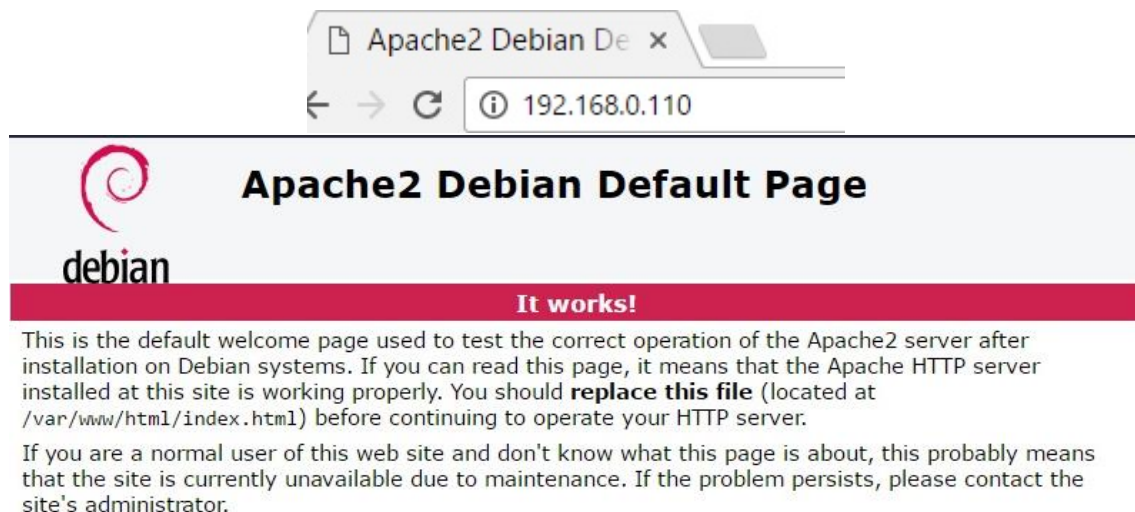 Apache2 Debian De
192.168.0.110
debian
Apache2 Debian Default Page
It works!
This is the default welcome page used to test the correct operation of the Apache2 server after
installation on Debian systems. If you can read this page, it means that the Apache HTTP server
installed at this site is working properly. You should replace this file (located at
/var/www/html/index.html) before continuing to operate your HTTP server.
If you are a normal user of this web site and don't know what this page is about, this probably means
that the site is currently unavailable due to maintenance. If the problem persists, please contact the
site's administrator.